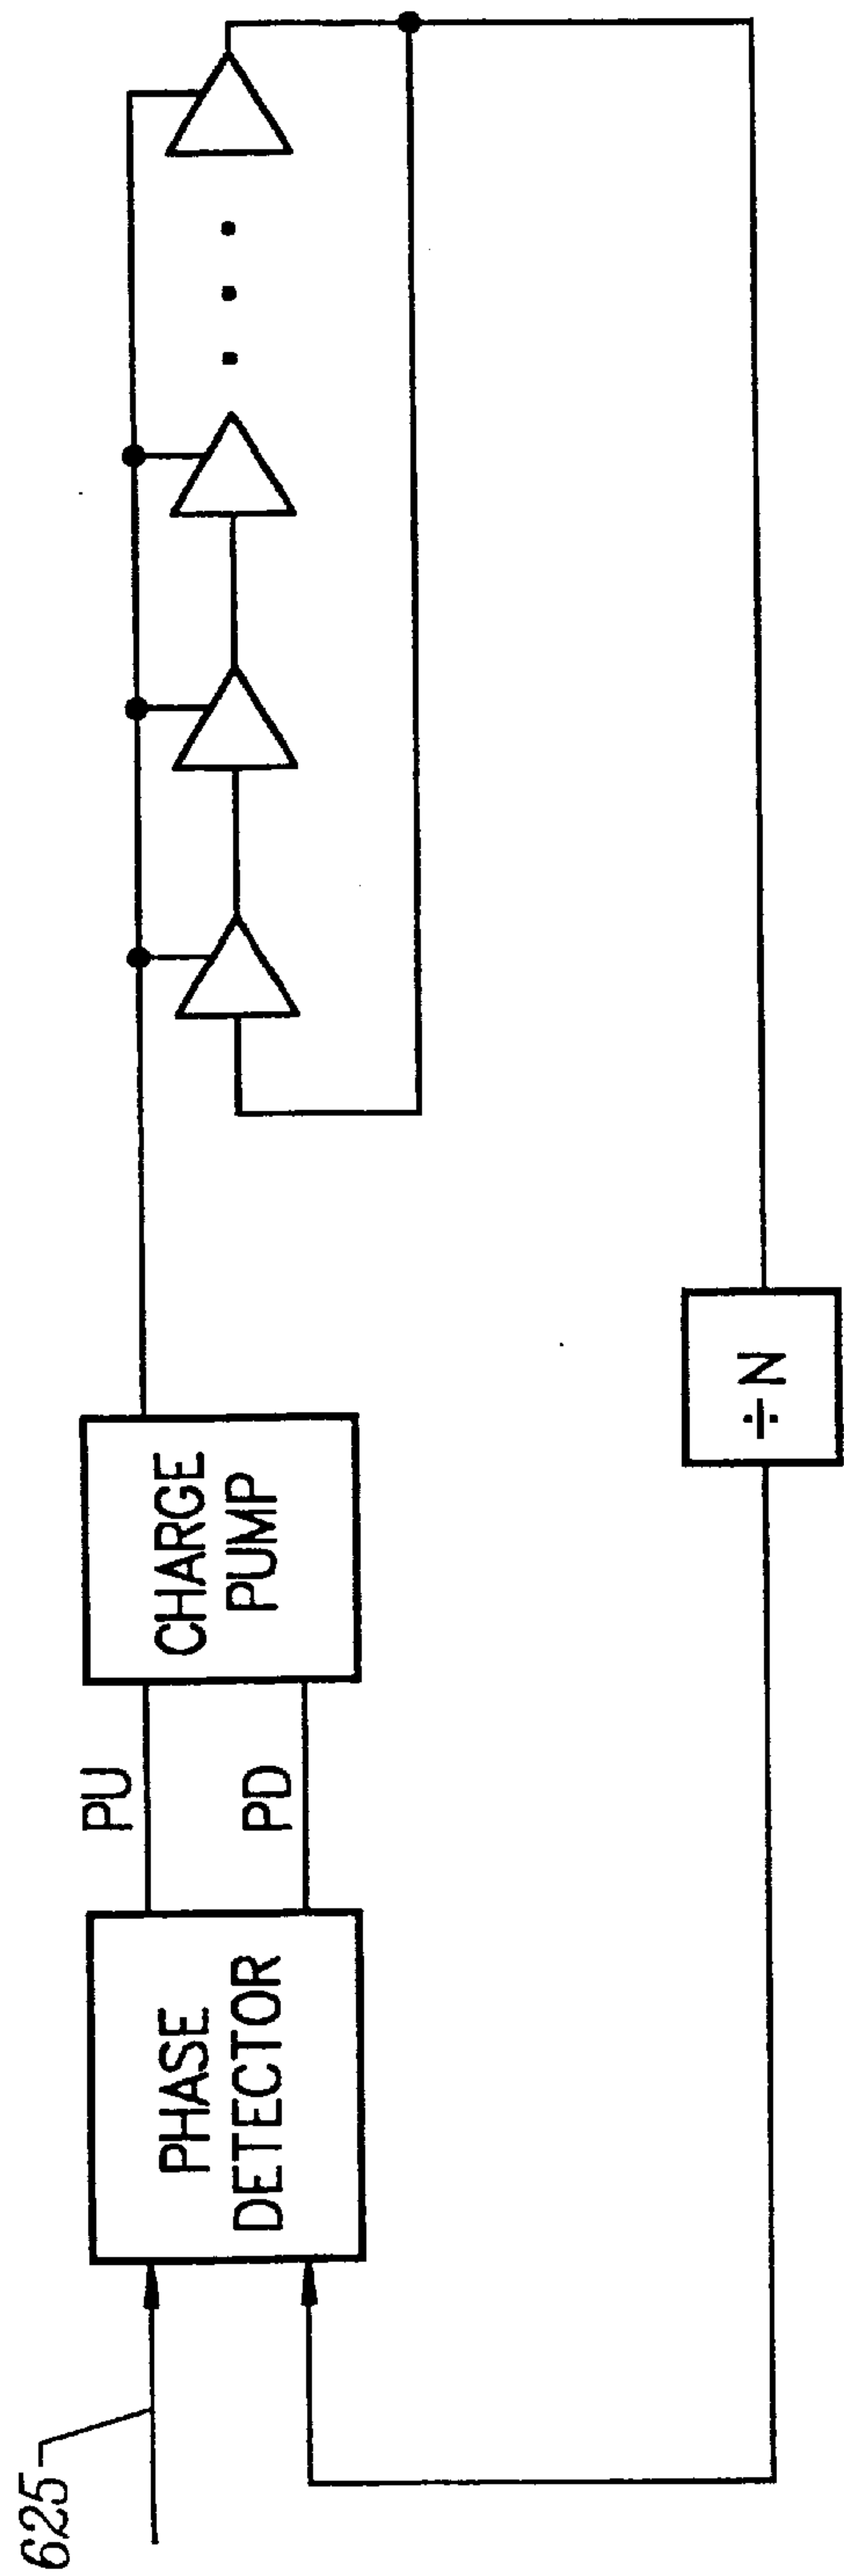 625
PHASE
DETECTOR
PU
PD
CHARGE
PUMP
÷N